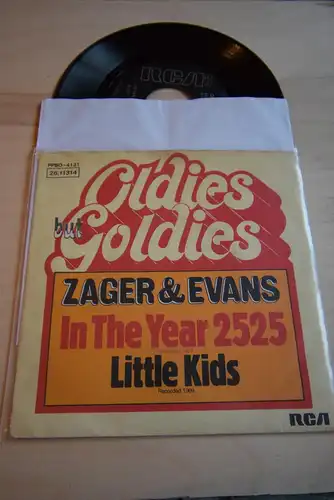 RCA
PPBO-4121
26.11314
Oldies
but
Goldies
ZAGER & EVANS
In The Year 2525
Little Kids
Recorded 1969
RCA